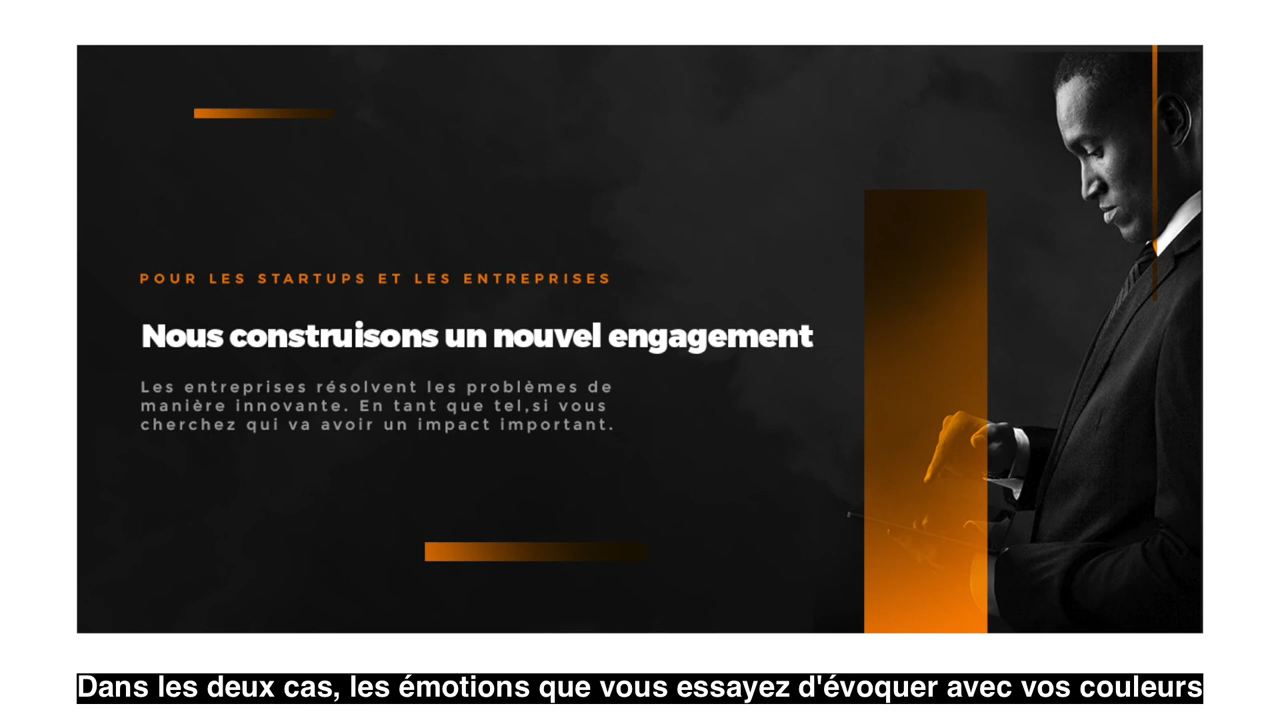 POUR LES STARTUPS ET LES ENTREPRISES
Nous construisons un nouvel engagement
Les entreprises résolvent les problèmes de
manière innovante. En tant que tel,si vous
cherchez qui va avoir un impact important.
Dans les deux cas, les émotions que vous essayez d'évoquer avec vos couleurs